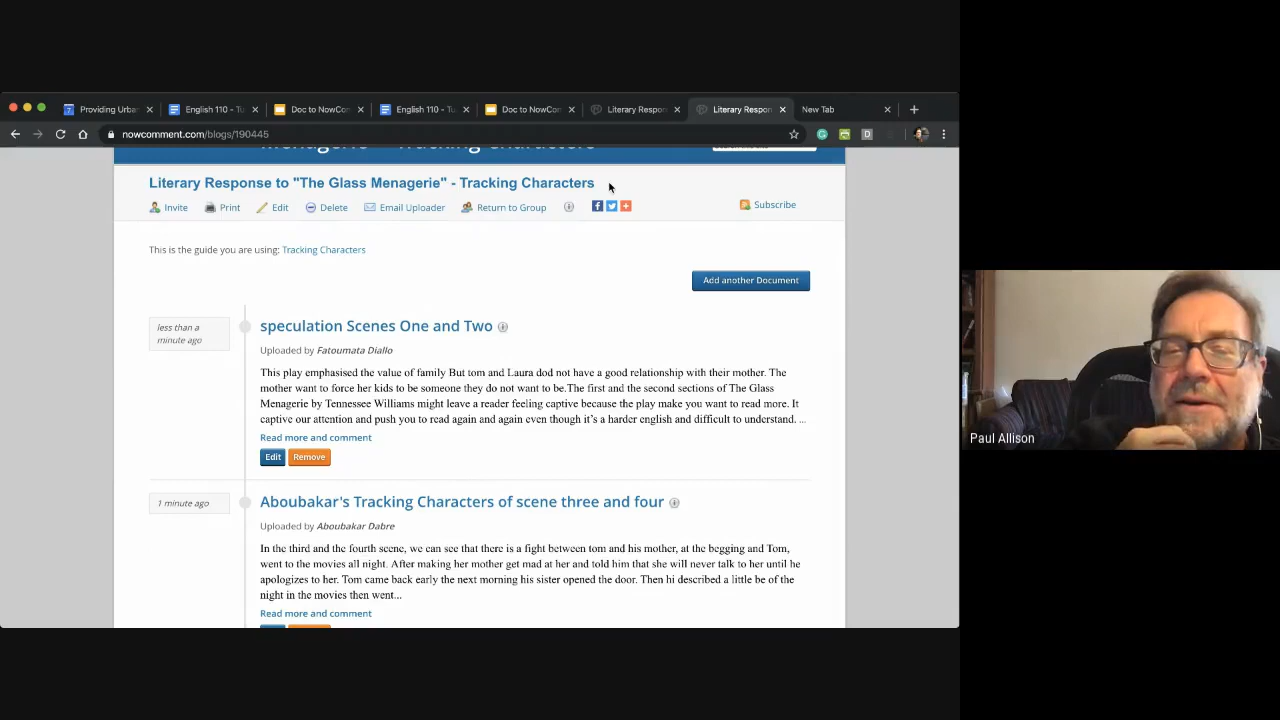 Providing Urba
English 110 - Tu
Doc to NowCom
English 110 - Tu
Doc to NowCom
Literary Respon
Literary Respon
New Tab
nowcomment.com/blogs/190445
Menagerie" - Tracking Characters
Literary Response to "The Glass Menagerie" - Tracking Characters
Invite Print Edit Delete Email Uploader Return to Group Subscribe
This is the guide you are using: Tracking Characters
Add another Document
less than a
minute ago
speculation Scenes One and Two
Uploaded by Fatoumata Diallo
This play emphasised the value of family But tom and Laura dod not have a good relationship with their mother. The
mother want to force her kids to be someone they do not want to be.The first and the second sections of The Glass
Menagerie by Tennessee Williams might leave a reader feeling captive because the play make you want to read more. It
captive our attention and push you to read again and again even though it's a harder english and difficult to understand. ...
Read more and comment
Edit Remove
1 minute ago
Aboubakar's Tracking Characters of scene three and four
Uploaded by Aboubakar Dabre
In the third and the fourth scene, we can see that there is a fight between tom and his mother, at the begging and Tom,
went to the movies all night. After making her mother get mad at her and told him that she will never talk to her until he
apologizes to her. Tom came back early the next morning his sister opened the door. Then hi described a little be of the
night in the movies then went...
Read more and comment
Paul Allison